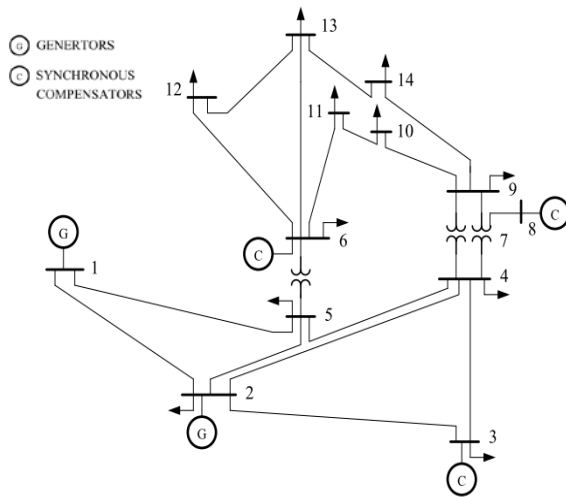 G GENERTORS
C SYNCHRONOUS
COMPENSATORS
13
14
12
11
10
9
G
C
6
C
7
8
1
4
5
2
G
3
C